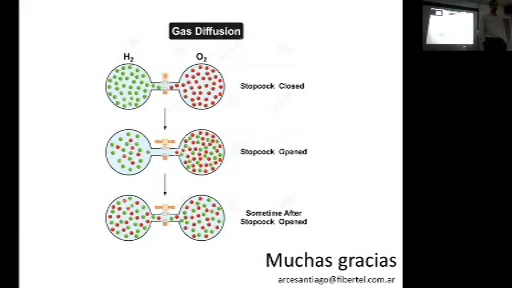 Gas Diffusion
H₂ O₂
Stopcock Closed
Stopcock Opened
Sometime After
Stopcock Opened
Muchas gracias
arcesantiago@fibertel.com.ar